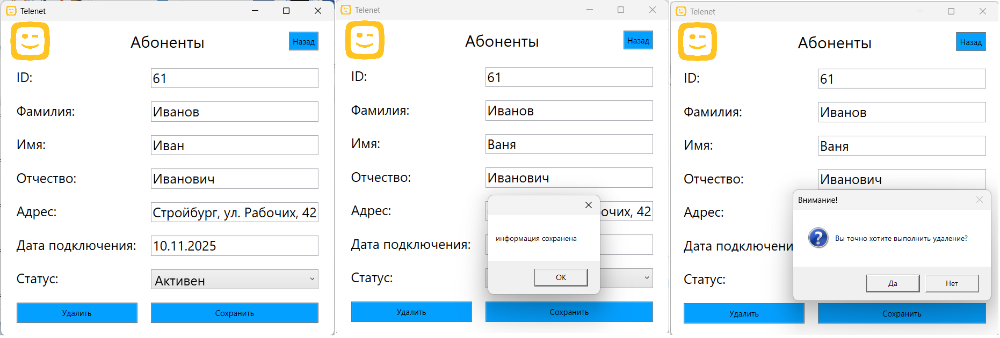 Telenet
Абоненты
Назад
ID:
61
Фамилия:
Иванов
Имя:
Иван
Отчество:
Иванович
Адрес:
Стройбург, ул. Рабочих, 42
Дата подключения:
10.11.2025
Статус:
Активен
Удалить
Сохранить
Telenet
Абоненты
Назад
ID:
61
Фамилия:
Иванов
Имя:
Ваня
Отчество:
Иванович
Адрес:
очих, 42
Дата подключения:
Статус:
информация сохранена
OK
Удалить
Сохранить
Telenet
Абоненты
Назад
ID:
61
Фамилия:
Иванов
Имя:
Ваня
Отчество:
Иванович
Адрес:
Дата подключени
Статус:
Внимание!
Вы точно хотите выполнить удаление?
Да
Нет
Удалить
Сохранить